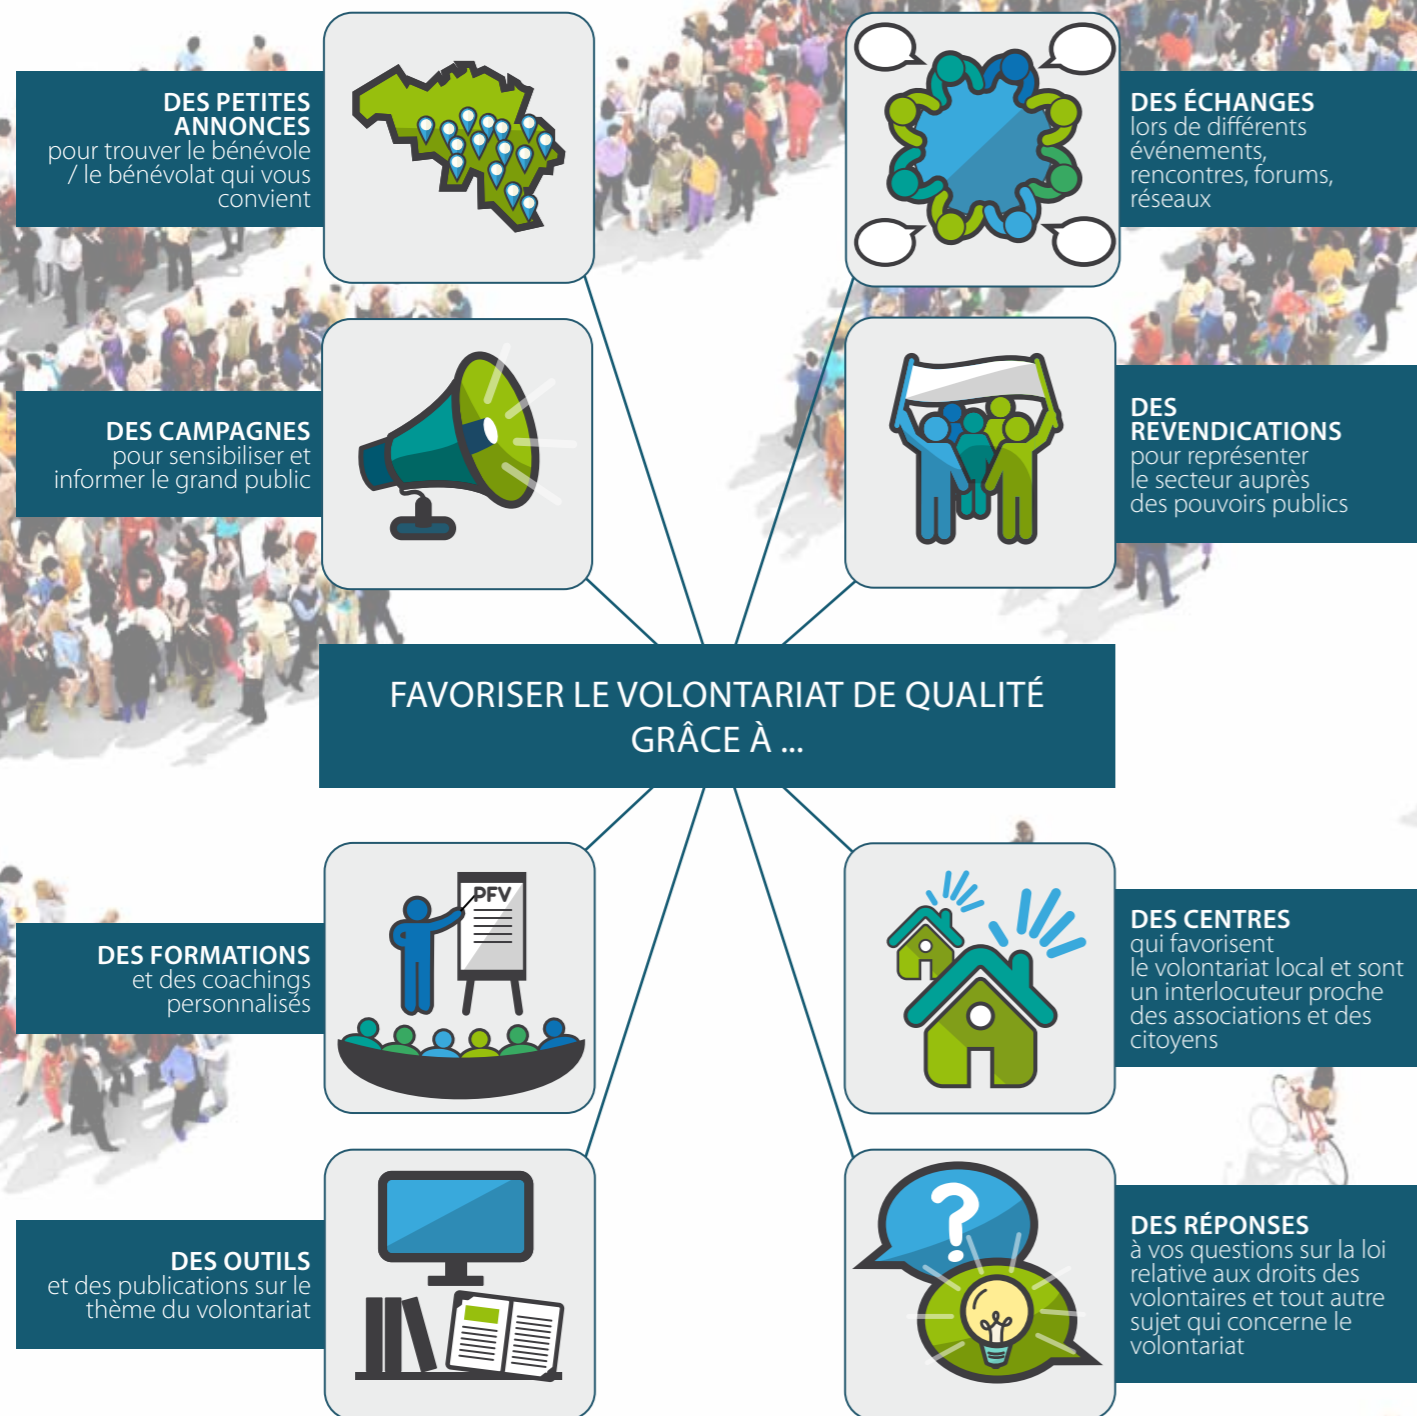 DES PETITES
ANNONCES
pour trouver le bénévole
/ le bénévolat qui vous
convient
DES ÉCHANGES
lors de différents
événements,
rencontres, forums,
réseaux
DES CAMPAGNES
pour sensibiliser et
informer le grand public
DES
REVENDICATIONS
pour représenter
le secteur auprès
des pouvoirs publics
FAVORISER LE VOLONTARIAT DE QUALITÉ
GRÂCE À ...
DES FORMATIONS
et des coachings
personnalisés
PFV
DES CENTRES
qui favorisent
le volontariat local et sont
un interlocuteur proche
des associations et des
citoyens
DES OUTILS
et des publications sur le
thème du volontariat
DES RÉPONSES
à vos questions sur la loi
relative aux droits des
volontaires et tout autre
sujet qui concerne le
volontariat